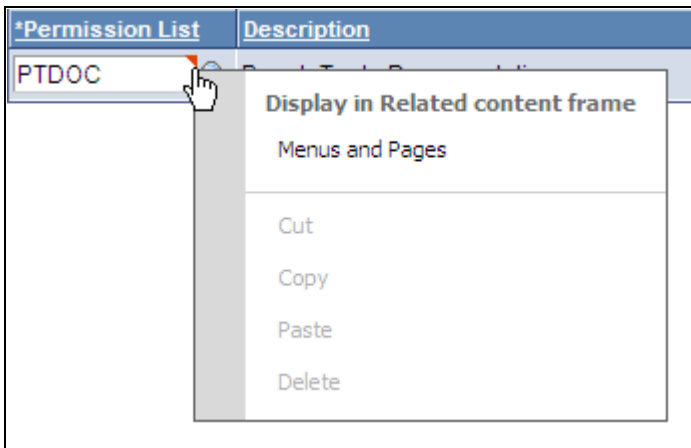 *Permission List Description
PTDOC
Display in Related content frame
Menus and Pages
Cut
Copy
Paste
Delete